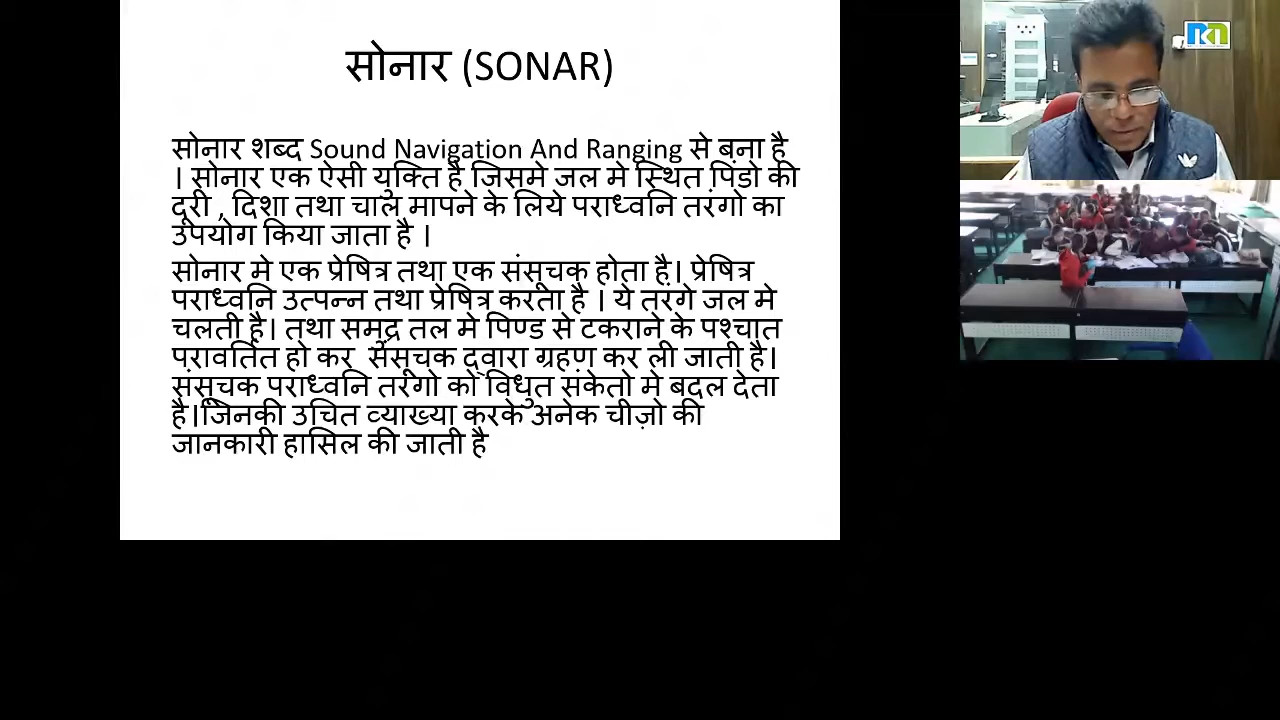 सोनार (SONAR)
सोनार शब्द Sound Navigation And Ranging से बना है
। सोनार एक ऐसी युक्ति है जिसमे जल मे स्थित पिंडो की
दूरी , दिशा तथा चाल मापने के लिये पराध्वनि तरंगो का
उपयोग किया जाता है ।
सोनार मे एक प्रेषित्र तथा एक संसूचक होता है। प्रेषित्र
पराध्वनि उत्पन्न तथा प्रेषित्र करता है । ये तरंगे जल मे
चलती है। तथा समुद्र तल मे पिण्ड से टकराने के पश्चात
परावर्तित हो कर संसूचक द्वारा ग्रहण कर ली जाती है।
संसूचक पराध्वनि तरंगो को विधुत संकेतो मे बदल देता
है।जिनकी उचित व्याख्या करके अनेक चीज़ो की
जानकारी हासिल की जाती है